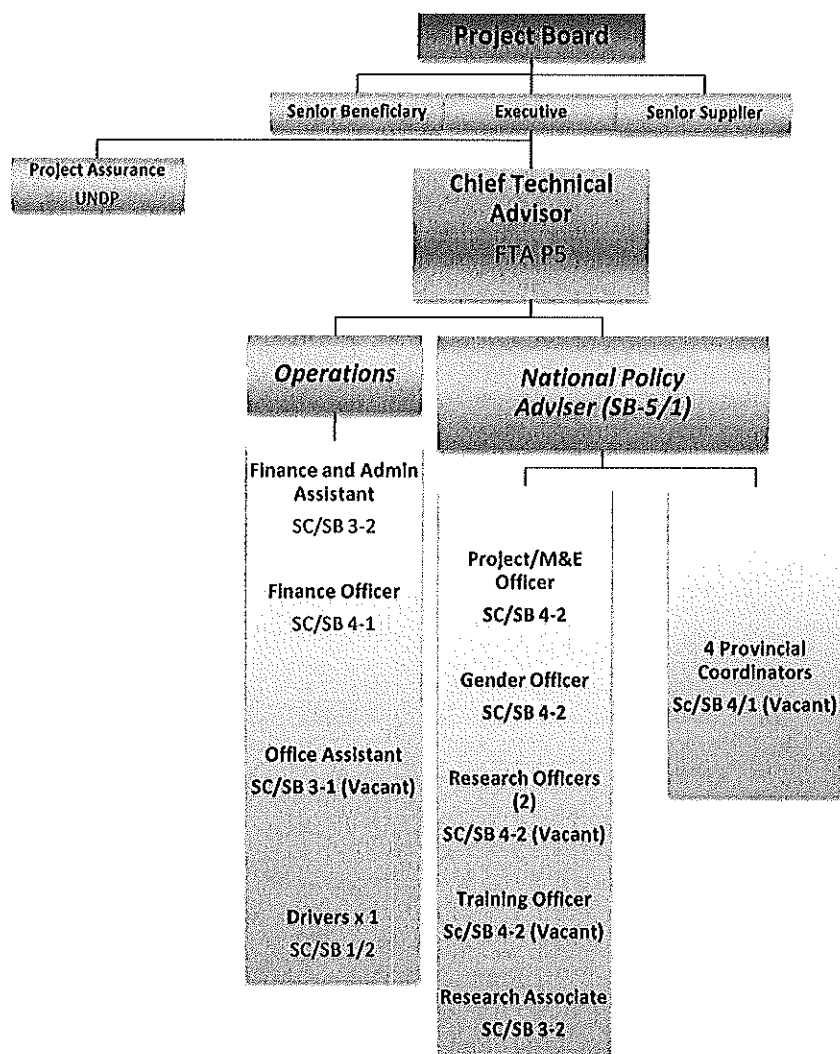 Project Board
Senior Beneficiary
Executive
Senior Supplier
Project Assurance
UNDP
Chief Technical
Advisor
FTA P5
Operations
National Policy
Adviser (SB-5/1)
Finance and Admin
Assistant
SC/SB 3-2
Finance Officer
SC/SB 4-1
Office Assistant
SC/SB 3-1 (Vacant)
Drivers x 1
SC/SB 1/2
Project/M&E
Officer
SC/SB 4-2
Gender Officer
SC/SB 4-2
Research Officers
(2)
SC/SB 4-2 (Vacant)
Training Officer
Sc/SB 4-2 (Vacant)
Research Associate
SC/SB 3-2
4 Provincial
Coordinators
Sc/SB 4/1 (Vacant)